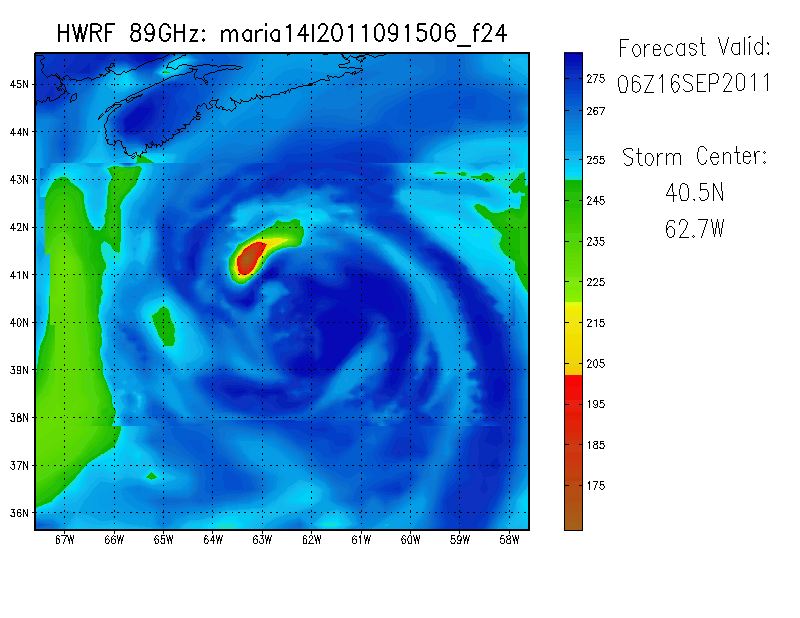 HWRF 89GHz: maria14l2011091506_f24
Forecast Valid:
06Z16SEP2011
Storm Center:
40.5N
62.7W
45N
44N
43N
42N
41N
40N
39N
38N
37N
36N
67W
66W
65W
64W
63W
62W
61W
60W
59W
58W
275
267
255
245
235
225
215
205
195
185
175